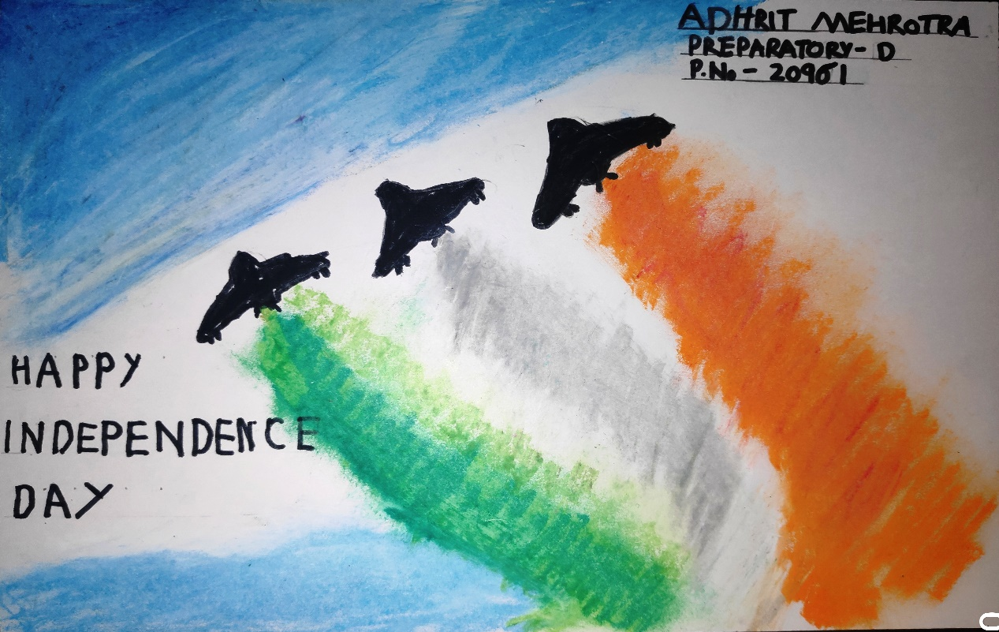 ADHRIT MEHROTRA
PREPARATORY- D
P.No - 20961
HAPPY
INDEPENDENCE
DAY